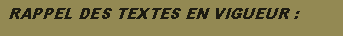 RAPPEL DES TEXTES EN VIGUEUR :